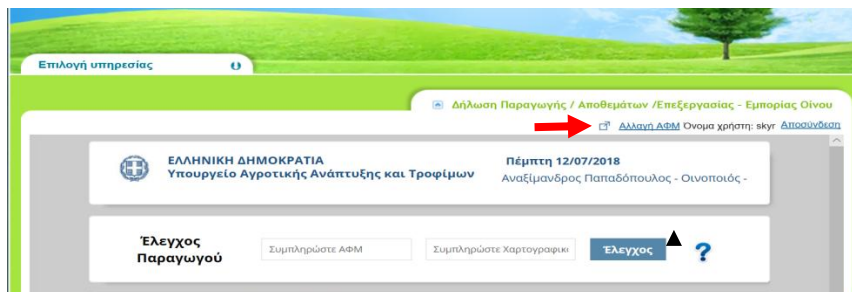 Επιλογή υπηρεσίας
Δήλωση Παραγωγής / Αποθεμάτων /Επεξεργασίας - Εμπορίας Οίνου
Αλλαγή ΑΦΜ Όνομα χρήστη: skyr Αποσύνδεση
ΕΛΛΗΝΙΚΗ ΔΗΜΟΚΡΑΤΙΑ
Υπουργείο Αγροτικής Ανάπτυξης και Τροφίμων
Πέμπτη 12/07/2018
Αναξίμανδρος Παπαδόπουλος - Οινοποιός -
Έλεγχος
Παραγωγού
Συμπληρώστε ΑΦΜ
Συμπληρώστε Χαρτογραφικι
Έλεγχος
?